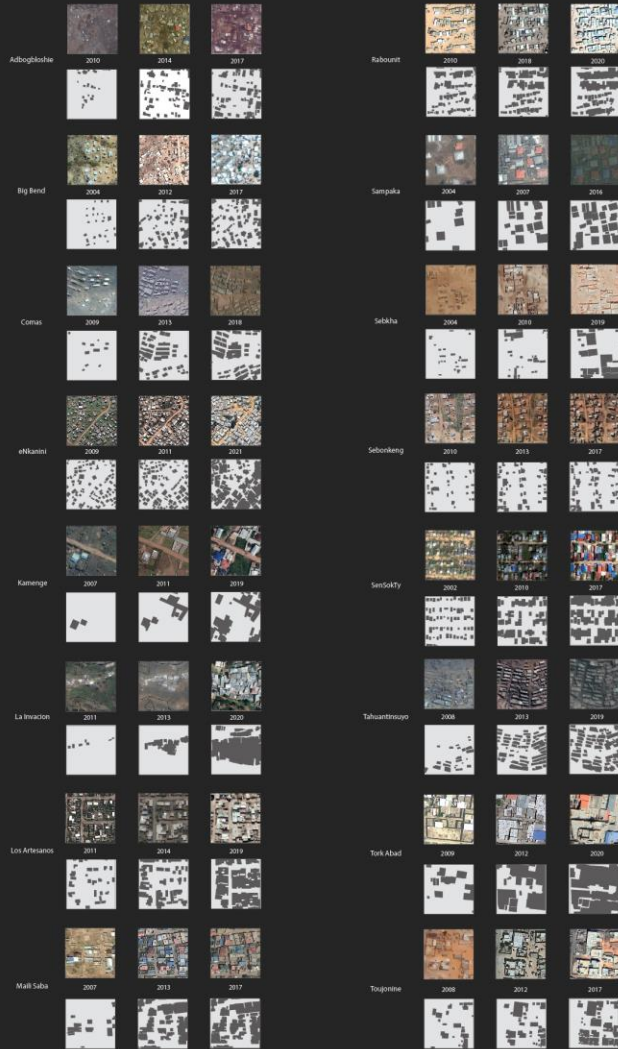 Adbogbloshie 2010 2014 2017
Big Bend 2004 2012 2017
Comas 2009 2013 2018
eNkanini 2009 2011 2021
Kamenge 2007 2011 2019
La Invacion 2011 2013 2020
Los Artesanos 2011 2014 2019
Maili Saba 2007 2013 2017
Rabounit 2010 2018 2020
Sampaka 2004 2007 2016
Sebkha 2004 2010 2019
Sebonkeng 2010 2013 2017
SenSokTy 2002 2010 2017
Tahuantinsuyo 2008 2013 2019
Tork Abad 2009 2012 2020
Toujonine 2008 2012 2017